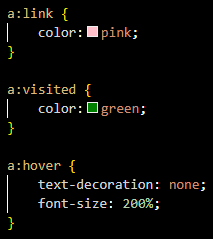 a:link {
    color: pink;
}

a:visited {
    color: green;
}

a:hover {
    text-decoration: none;
    font-size: 200%;
}